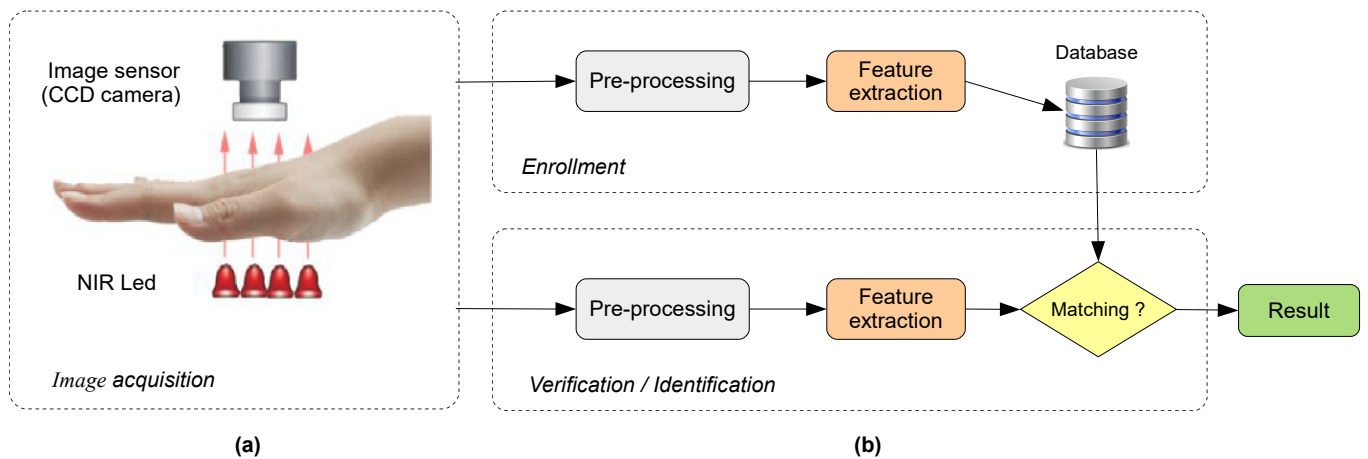 Image sensor
(CCD camera)
NIR Led
Image acquisition
(a)
Pre-processing
Feature
extraction
Database
Enrollment
Pre-processing
Feature
extraction
Matching ?
Result
Verification / Identification
(b)